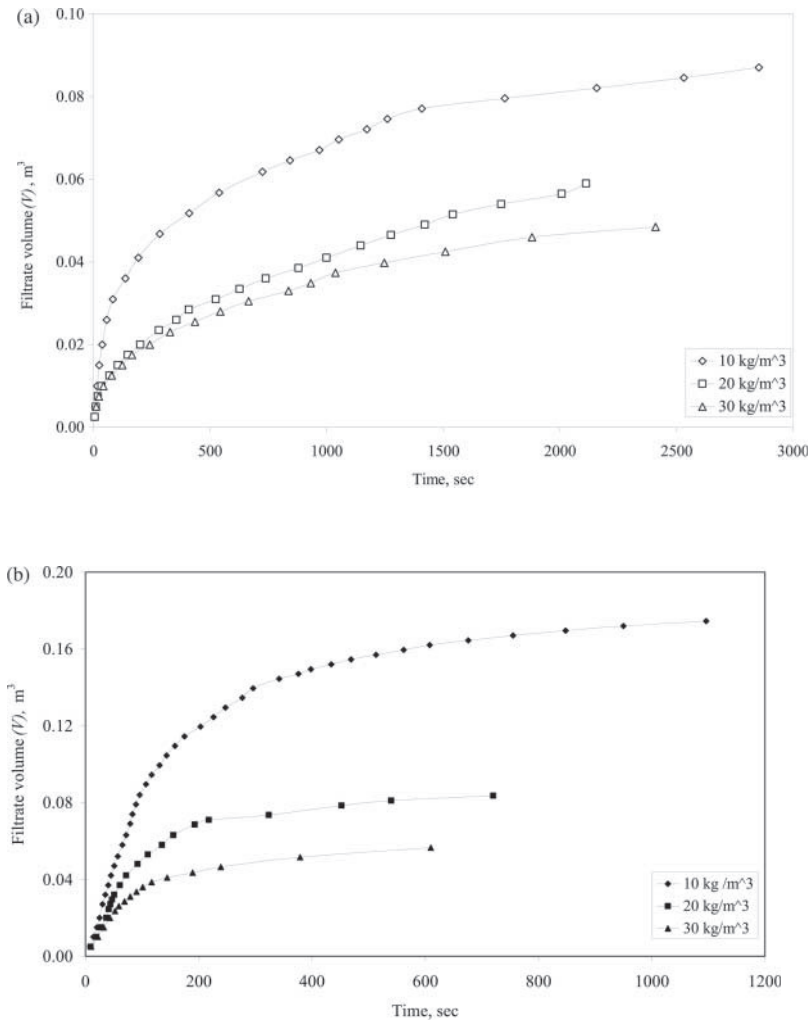 (a)
0.10
0.08
0.06
0.04
0.02
0.00
Filtrate volume (V), m³
0
500
1000
1500
2000
2500
3000
Time, sec
10 kg/m^3
20 kg/m^3
30 kg/m^3
(b)
0.20
0.16
0.12
0.08
0.04
0.00
Filtrate volume (V), m³
0
200
400
600
800
1000
1200
Time, sec
10 kg /m^3
20 kg/m^3
30 kg/m^3